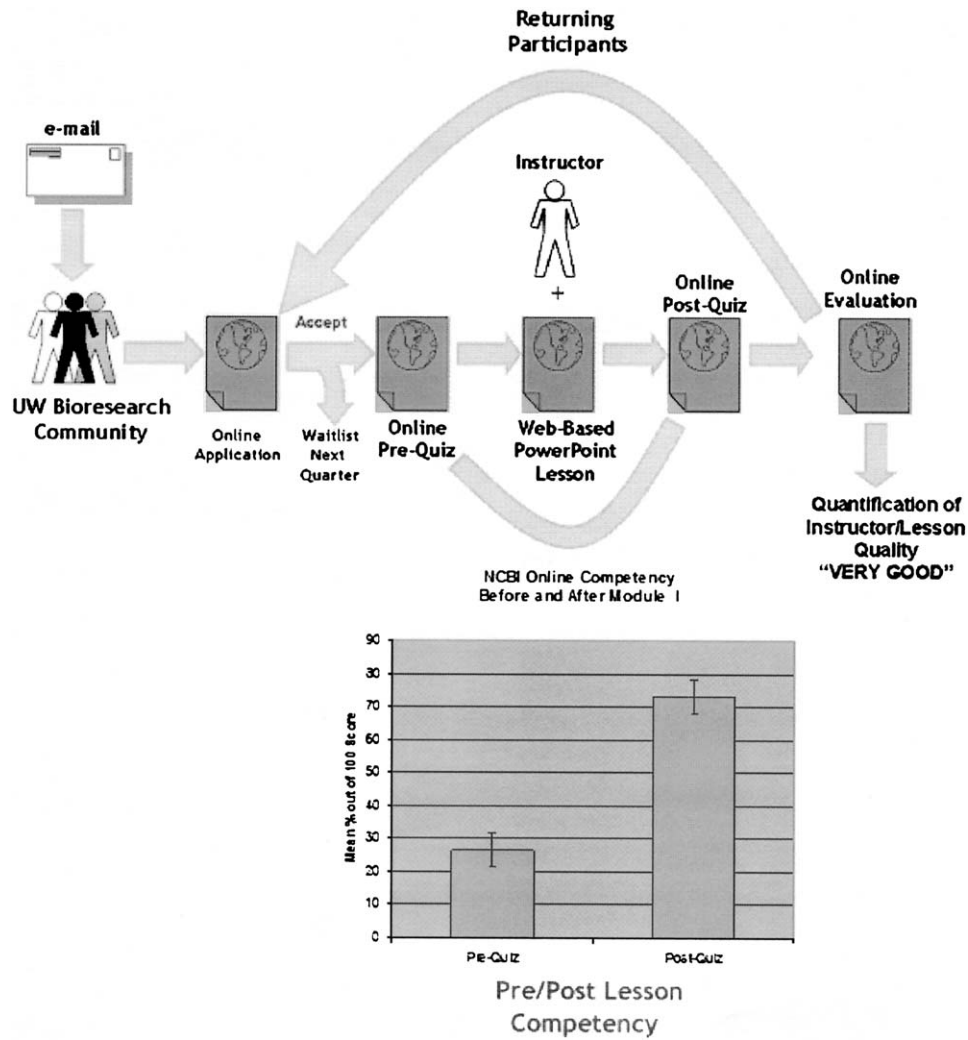 Returning
Participants
e-mail
Instructor
+
Online
Post-Quiz
Online
Evaluation
Accept
UW Bioresearch
Community
Online
Application
Waitlist
Next
Quarter
Online
Pre-Quiz
Web-Based
PowerPoint
Lesson
Quantification of
Instructor/Lesson
Quality
“VERY GOOD”
NCBI Online Competency
Before and After Module I
Mean % out of 100 Score
90
80
70
60
50
40
30
20
10
0
Pre-Quiz
Post-Quiz
Pre/Post Lesson
Competency